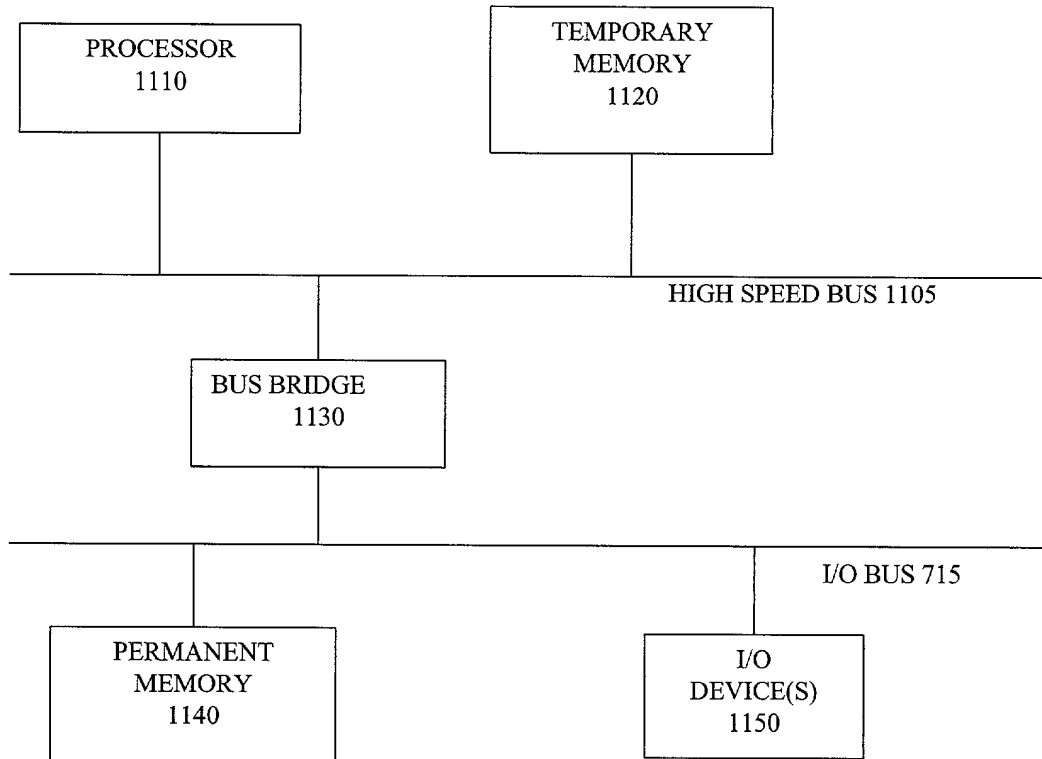 PROCESSOR
1110
TEMPORARY
MEMORY
1120
HIGH SPEED BUS 1105
BUS BRIDGE
1130
I/O BUS 715
PERMANENT
MEMORY
1140
I/O
DEVICE(S)
1150